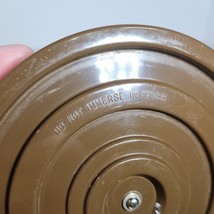 DO NOT IMMERSE IN WATER